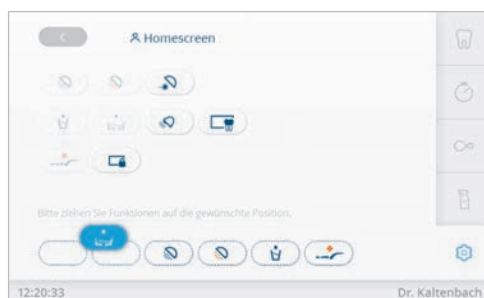 Homescreen
Bitte ziehen Sie Funktionen auf die gewünschte Position.
12:20:33 Dr. Kaltenbach